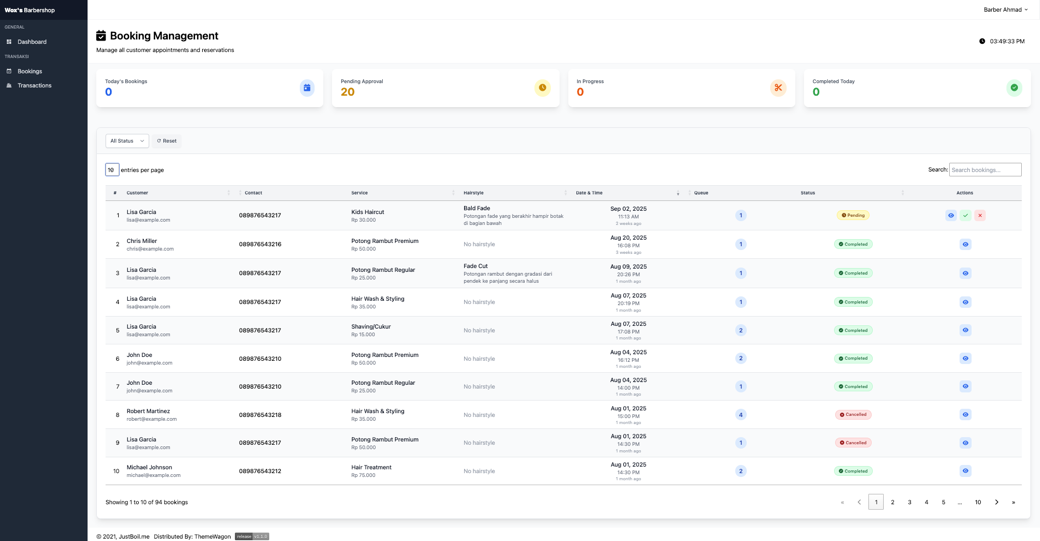 Wox's Barbershop
Barber Ahmad
GENERAL
Dashboard
TRANSAKSI
Bookings
Transactions
Booking Management
Manage all customer appointments and reservations
03:49:33 PM
Today's Bookings
0
Pending Approval
20
In Progress
0
Completed Today
0
All Status
Reset
10 entries per page
Search: Search bookings...
# Customer Contact Service Hairstyle Date & Time Queue Status Actions
1 Lisa Garcia 089876543217 Kids Haircut Bald Fade Sep 02, 2025 1 Pending
lisa@example.com Rp 30.000 Potongan fade yang berakhir hampir botak 11:13 AM
di bagian bawah 2 weeks ago
2 Chris Miller 089876543216 Potong Rambut Premium Aug 20, 2025 1 Completed
chris@example.com Rp 50.000 16:08 PM
3 weeks ago
3 Lisa Garcia 089876543217 Potong Rambut Regular Fade Cut Aug 09, 2025 1 Completed
lisa@example.com Rp 25.000 Potongan rambut dengan gradasi dari 20:26 PM
pendek ke panjang secara halus 1 month ago
4 Lisa Garcia 089876543217 Hair Wash & Styling No hairstyle Aug 07, 2025 1 Completed
lisa@example.com Rp 35.000 20:19 PM
1 month ago
5 Lisa Garcia 089876543217 Shaving/Cukur No hairstyle Aug 07, 2025 2 Completed
lisa@example.com Rp 15.000 17:08 PM
1 month ago
6 John Doe 089876543210 Potong Rambut Premium No hairstyle Aug 04, 2025 2 Completed
john@example.com Rp 50.000 16:12 PM
1 month ago
7 John Doe 089876543210 Potong Rambut Regular No hairstyle Aug 04, 2025 1 Completed
john@example.com Rp 25.000 14:00 PM
1 month ago
8 Robert Martinez 089876543218 Hair Wash & Styling No hairstyle Aug 01, 2025 4 Cancelled
robert@example.com Rp 35.000 15:00 PM
1 month ago
9 Lisa Garcia 089876543217 Potong Rambut Premium No hairstyle Aug 01, 2025 1 Cancelled
lisa@example.com Rp 50.000 14:30 PM
1 month ago
10 Michael Johnson 089876543212 Hair Treatment No hairstyle Aug 01, 2025 2 Completed
michael@example.com Rp 75.000 14:30 PM
1 month ago
Showing 1 to 10 of 94 bookings
« ‹ 1 2 3 4 5 … 10 › »
© 2021, JustBoil.me Distributed By: ThemeWagon release